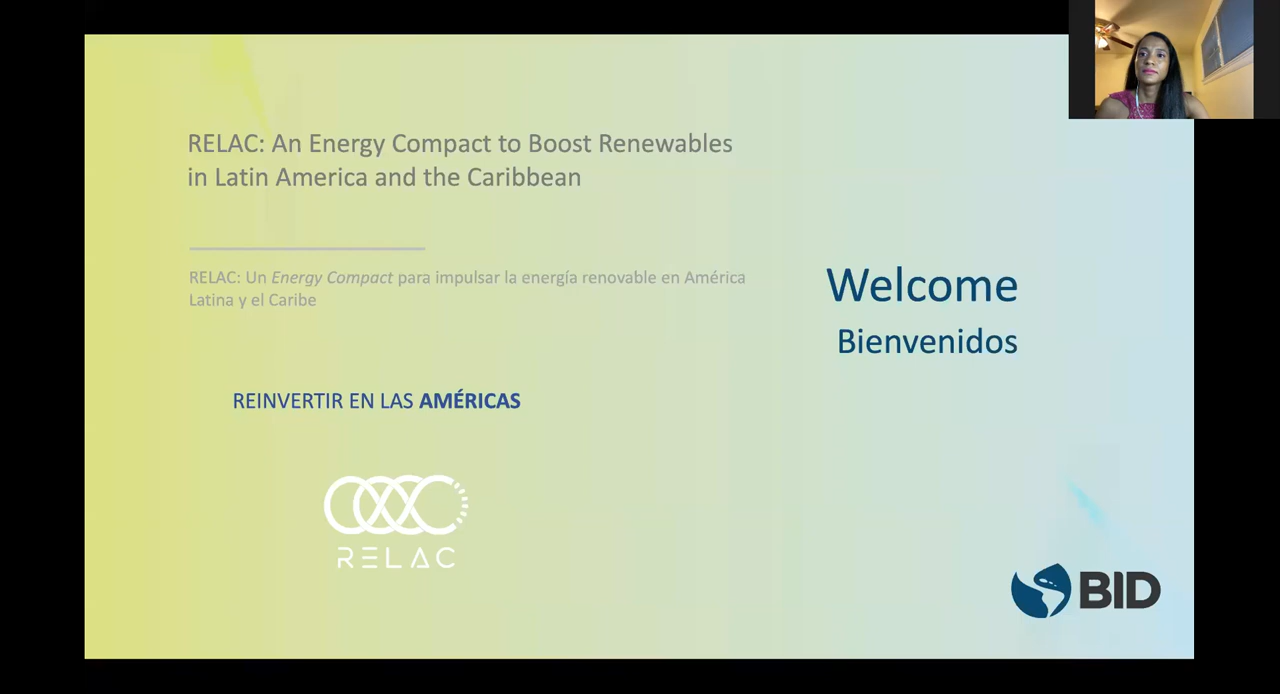 RELAC: An Energy Compact to Boost Renewables
in Latin America and the Caribbean
RELAC: Un Energy Compact para impulsar la energía renovable en América
Latina y el Caribe
Welcome
Bienvenidos
REINVERTIR EN LAS AMÉRICAS
RELAC
BID